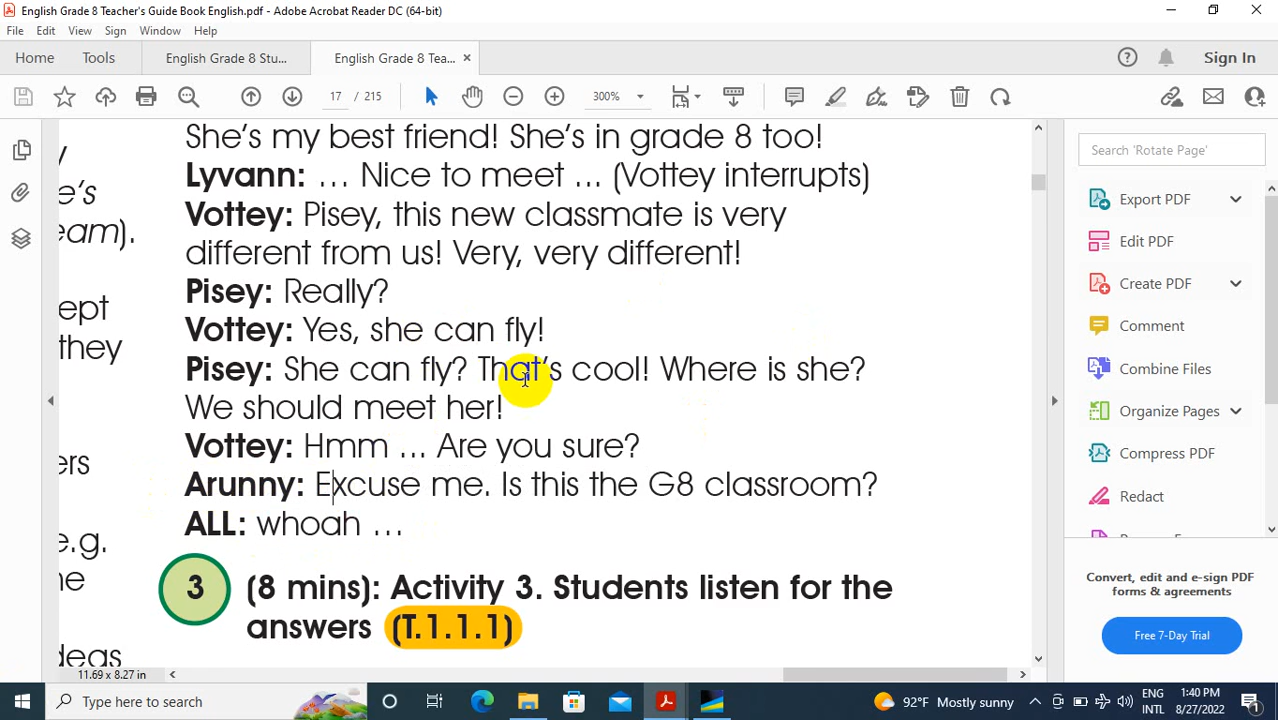 English Grade 8 Teacher's Guide Book English.pdf - Adobe Acrobat Reader DC (64-bit)
File Edit View Sign Window Help
Home Tools English Grade 8 Stu... English Grade 8 Tea... × Sign In
17 / 215 300%
She's my best friend! She's in grade 8 too!
Lyvann: ... Nice to meet ... (Vottey interrupts)
Vottey: Pisey, this new classmate is very
different from us! Very, very different!
Pisey: Really?
Vottey: Yes, she can fly!
Pisey: She can fly? That's cool! Where is she?
We should meet her!
Vottey: Hmm ... Are you sure?
Arunny: Excuse me. Is this the G8 classroom?
ALL: whoah ...
3 (8 mins): Activity 3. Students listen for the
answers (T.1.1.1)
e's
eam).
ept
they
ers
e.g.
ne
deas
11.69 x 8.27 in
Search 'Rotate Page'
Export PDF
Edit PDF
Create PDF
Comment
Combine Files
Organize Pages
Compress PDF
Redact
Convert, edit and e-sign PDF
forms & agreements
Free 7-Day Trial
Type here to search
92°F Mostly sunny
ENG
INTL
1:40 PM
8/27/2022
1